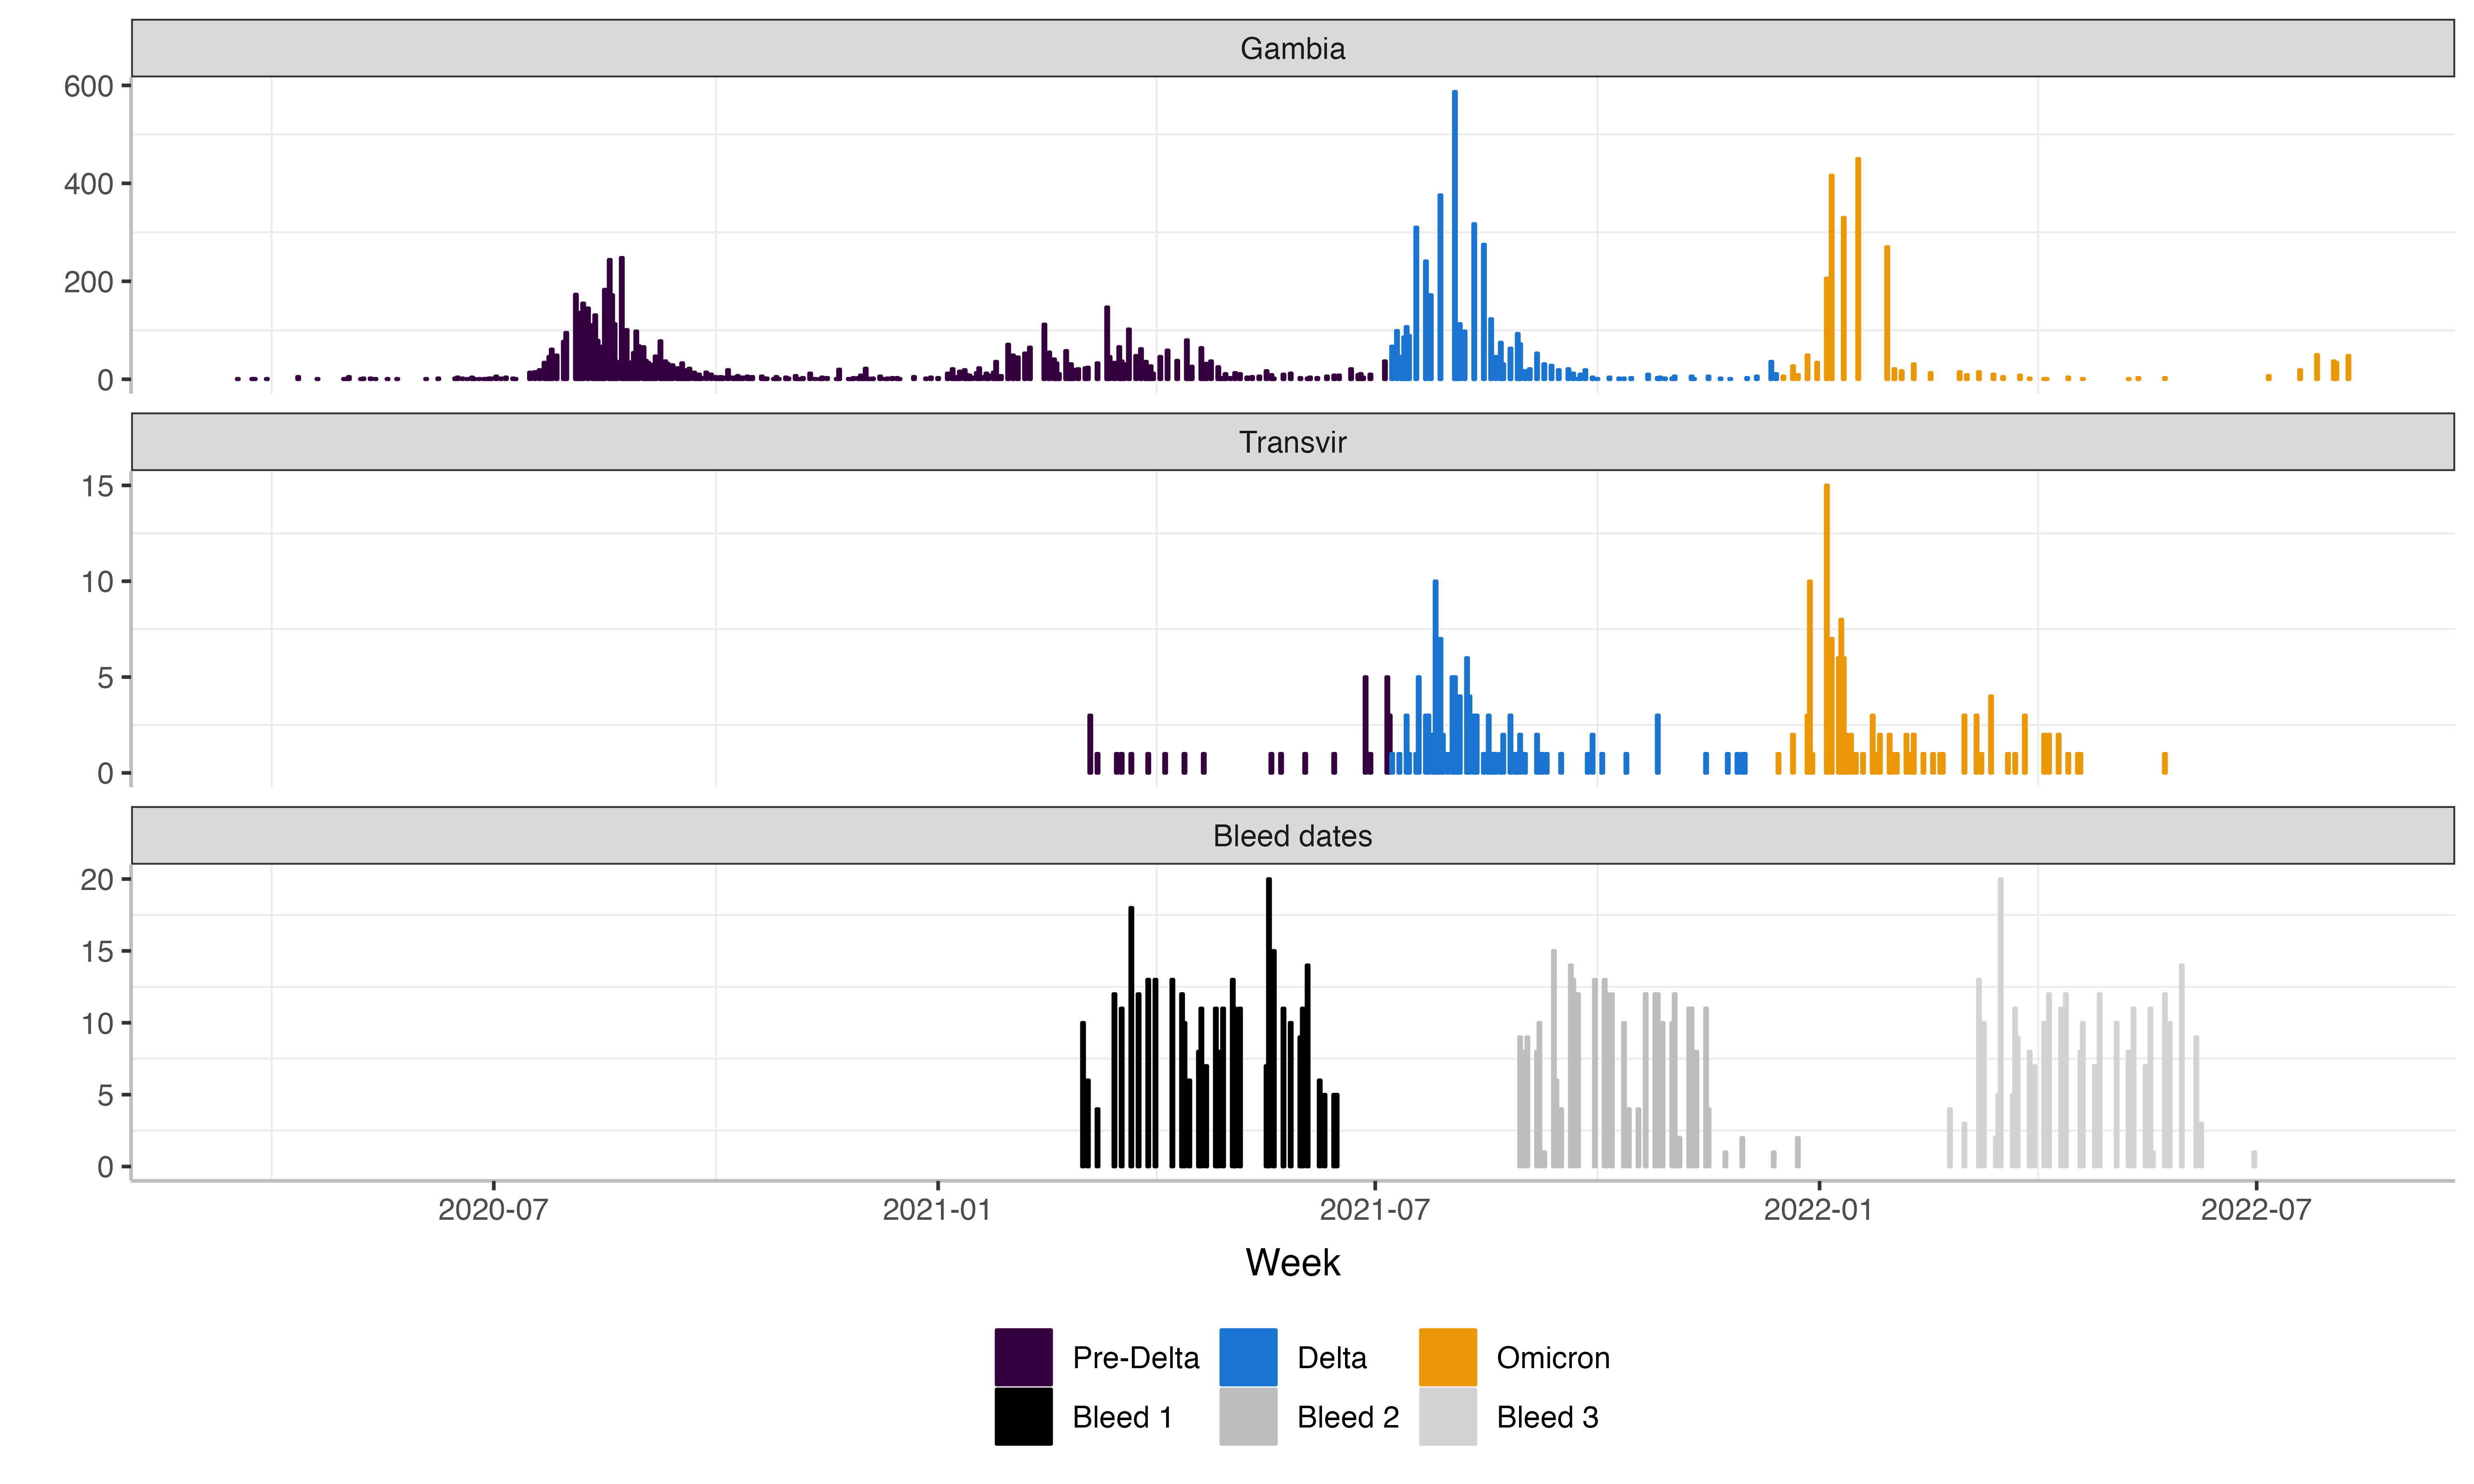 Gambia
600
400
200
0
Transvir
15
10
5
0
Bleed dates
20
15
10
5
0
2020-07 2021-01 2021-07 2022-01 2022-07
Week
Pre-Delta Delta Omicron
Bleed 1 Bleed 2 Bleed 3